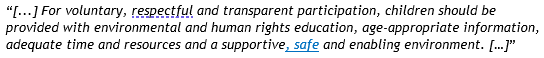 “[...] For voluntary, respectful and transparent participation, children should be
provided with environmental and human rights education, age-appropriate information,
adequate time and resources and a supportive, safe and enabling environment. […]”